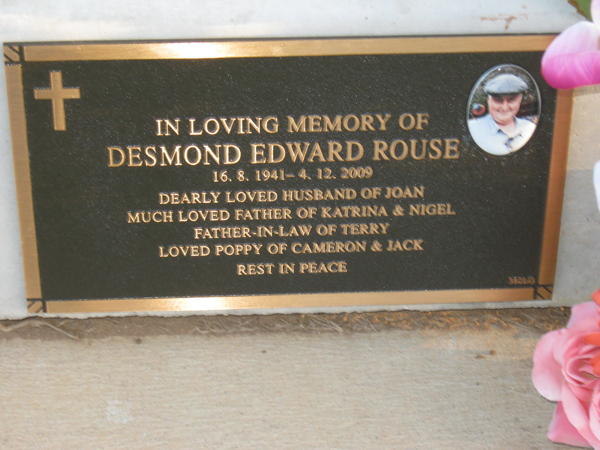 IN LOVING MEMORY OF
DESMOND EDWARD ROUSE
16. 8. 1941 – 4. 12. 2009
DEARLY LOVED HUSBAND OF JOAN
MUCH LOVED FATHER OF KATRINA & NIGEL
FATHER-IN-LAW OF TERRY
LOVED POPPY OF CAMERON & JACK
REST IN PEACE